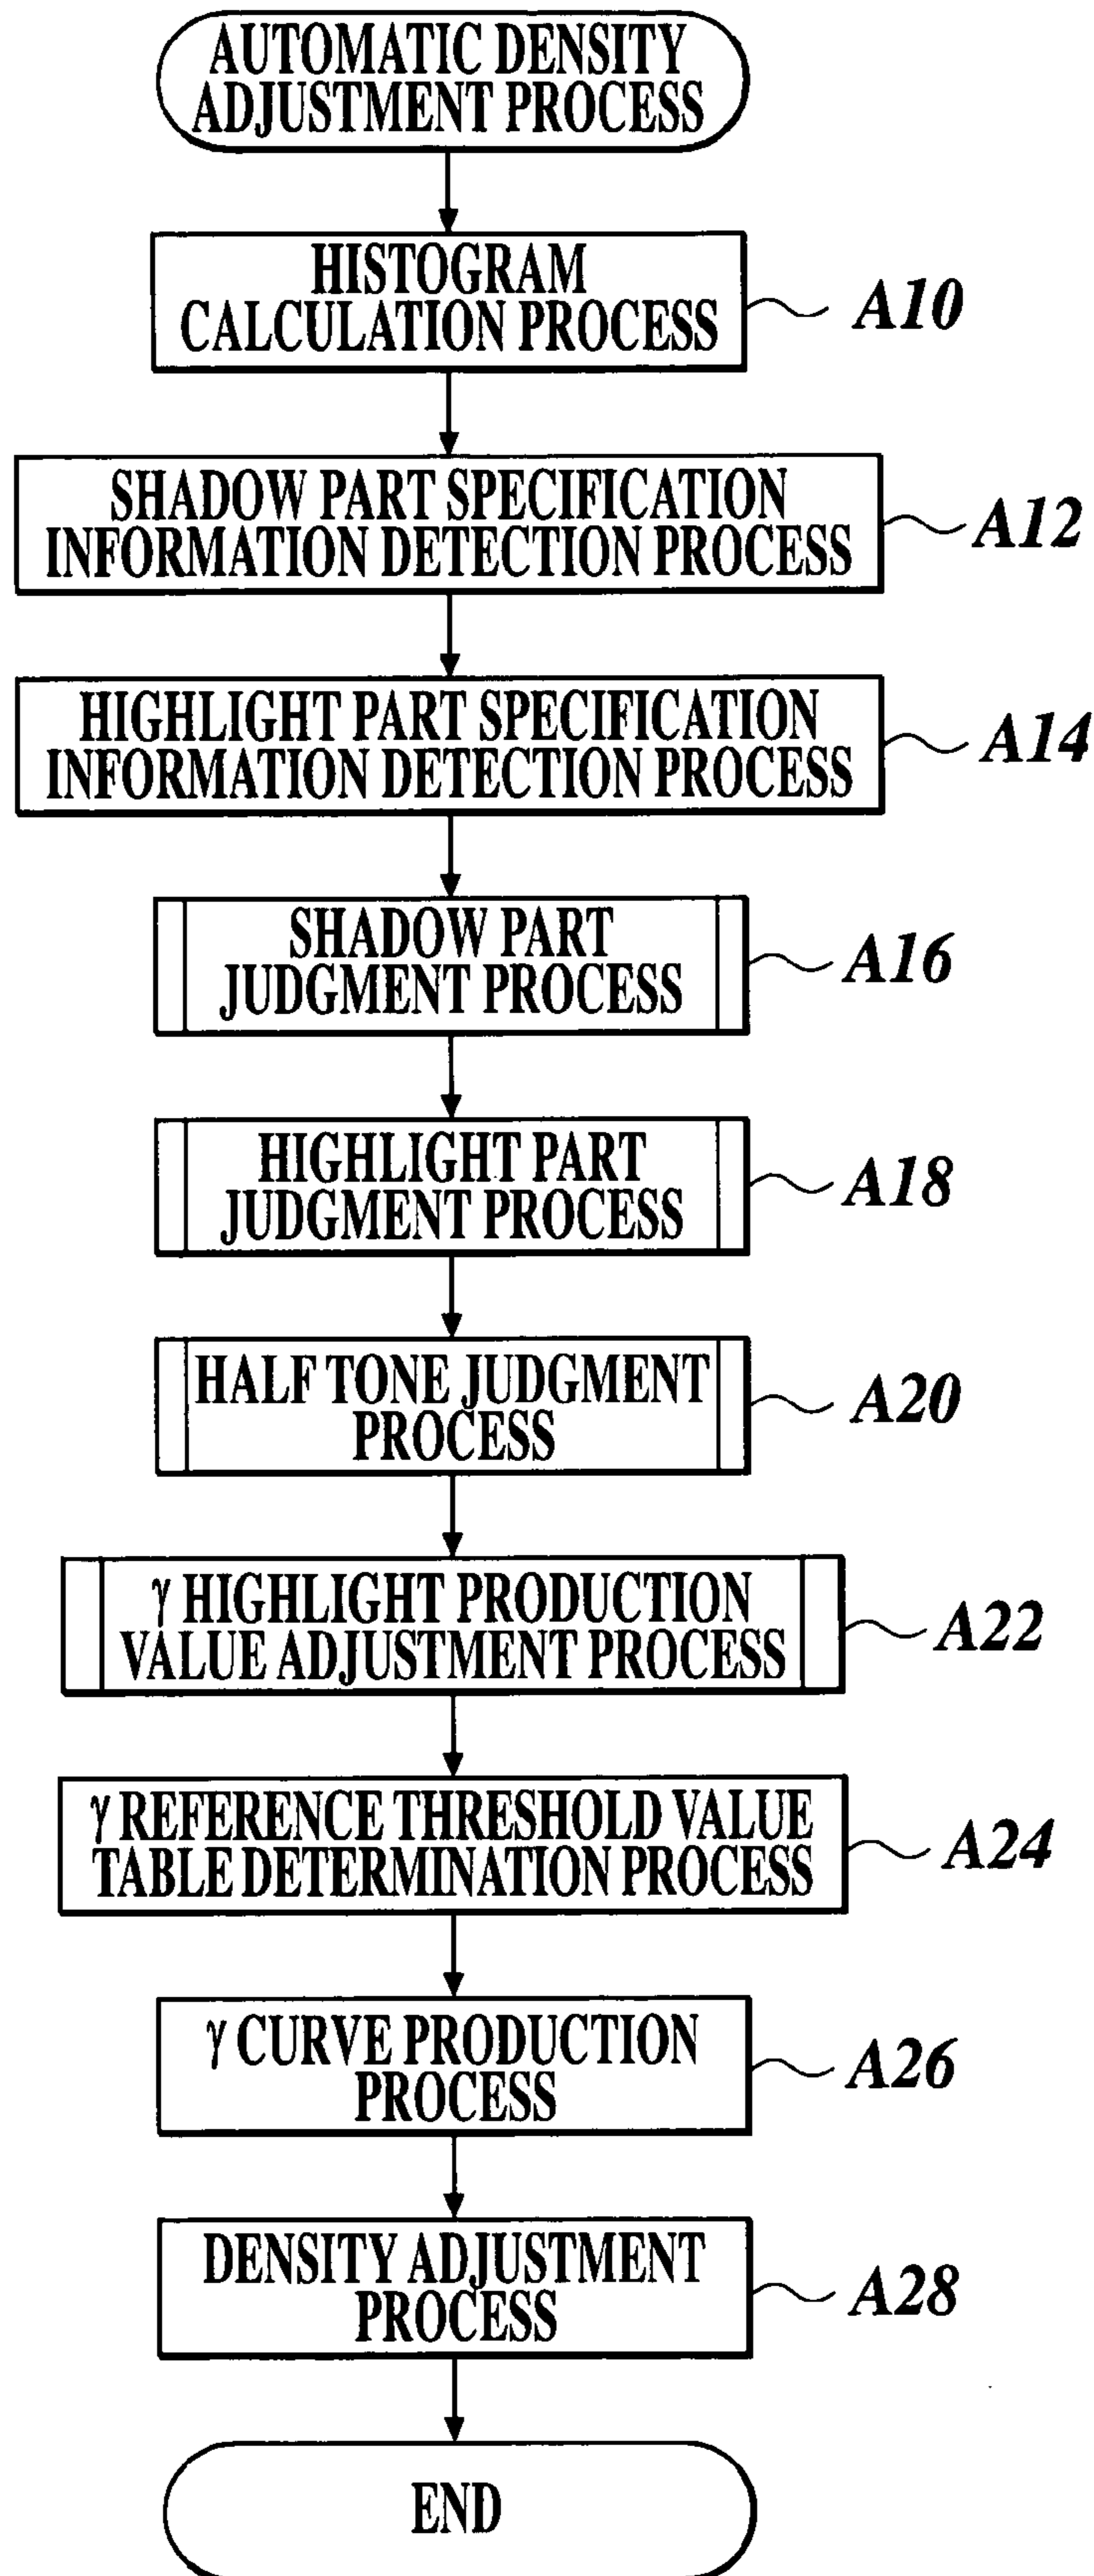 AUTOMATIC DENSITY
ADJUSTMENT PROCESS
HISTOGRAM
CALCULATION PROCESS
A10
SHADOW PART SPECIFICATION
INFORMATION DETECTION PROCESS
A12
HIGHLIGHT PART SPECIFICATION
INFORMATION DETECTION PROCESS
A14
SHADOW PART
JUDGMENT PROCESS
A16
HIGHLIGHT PART
JUDGMENT PROCESS
A18
HALF TONE JUDGMENT
PROCESS
A20
γ HIGHLIGHT PRODUCTION
VALUE ADJUSTMENT PROCESS
A22
γ REFERENCE THRESHOLD VALUE
TABLE DETERMINATION PROCESS
A24
γ CURVE PRODUCTION
PROCESS
A26
DENSITY ADJUSTMENT
PROCESS
A28
END